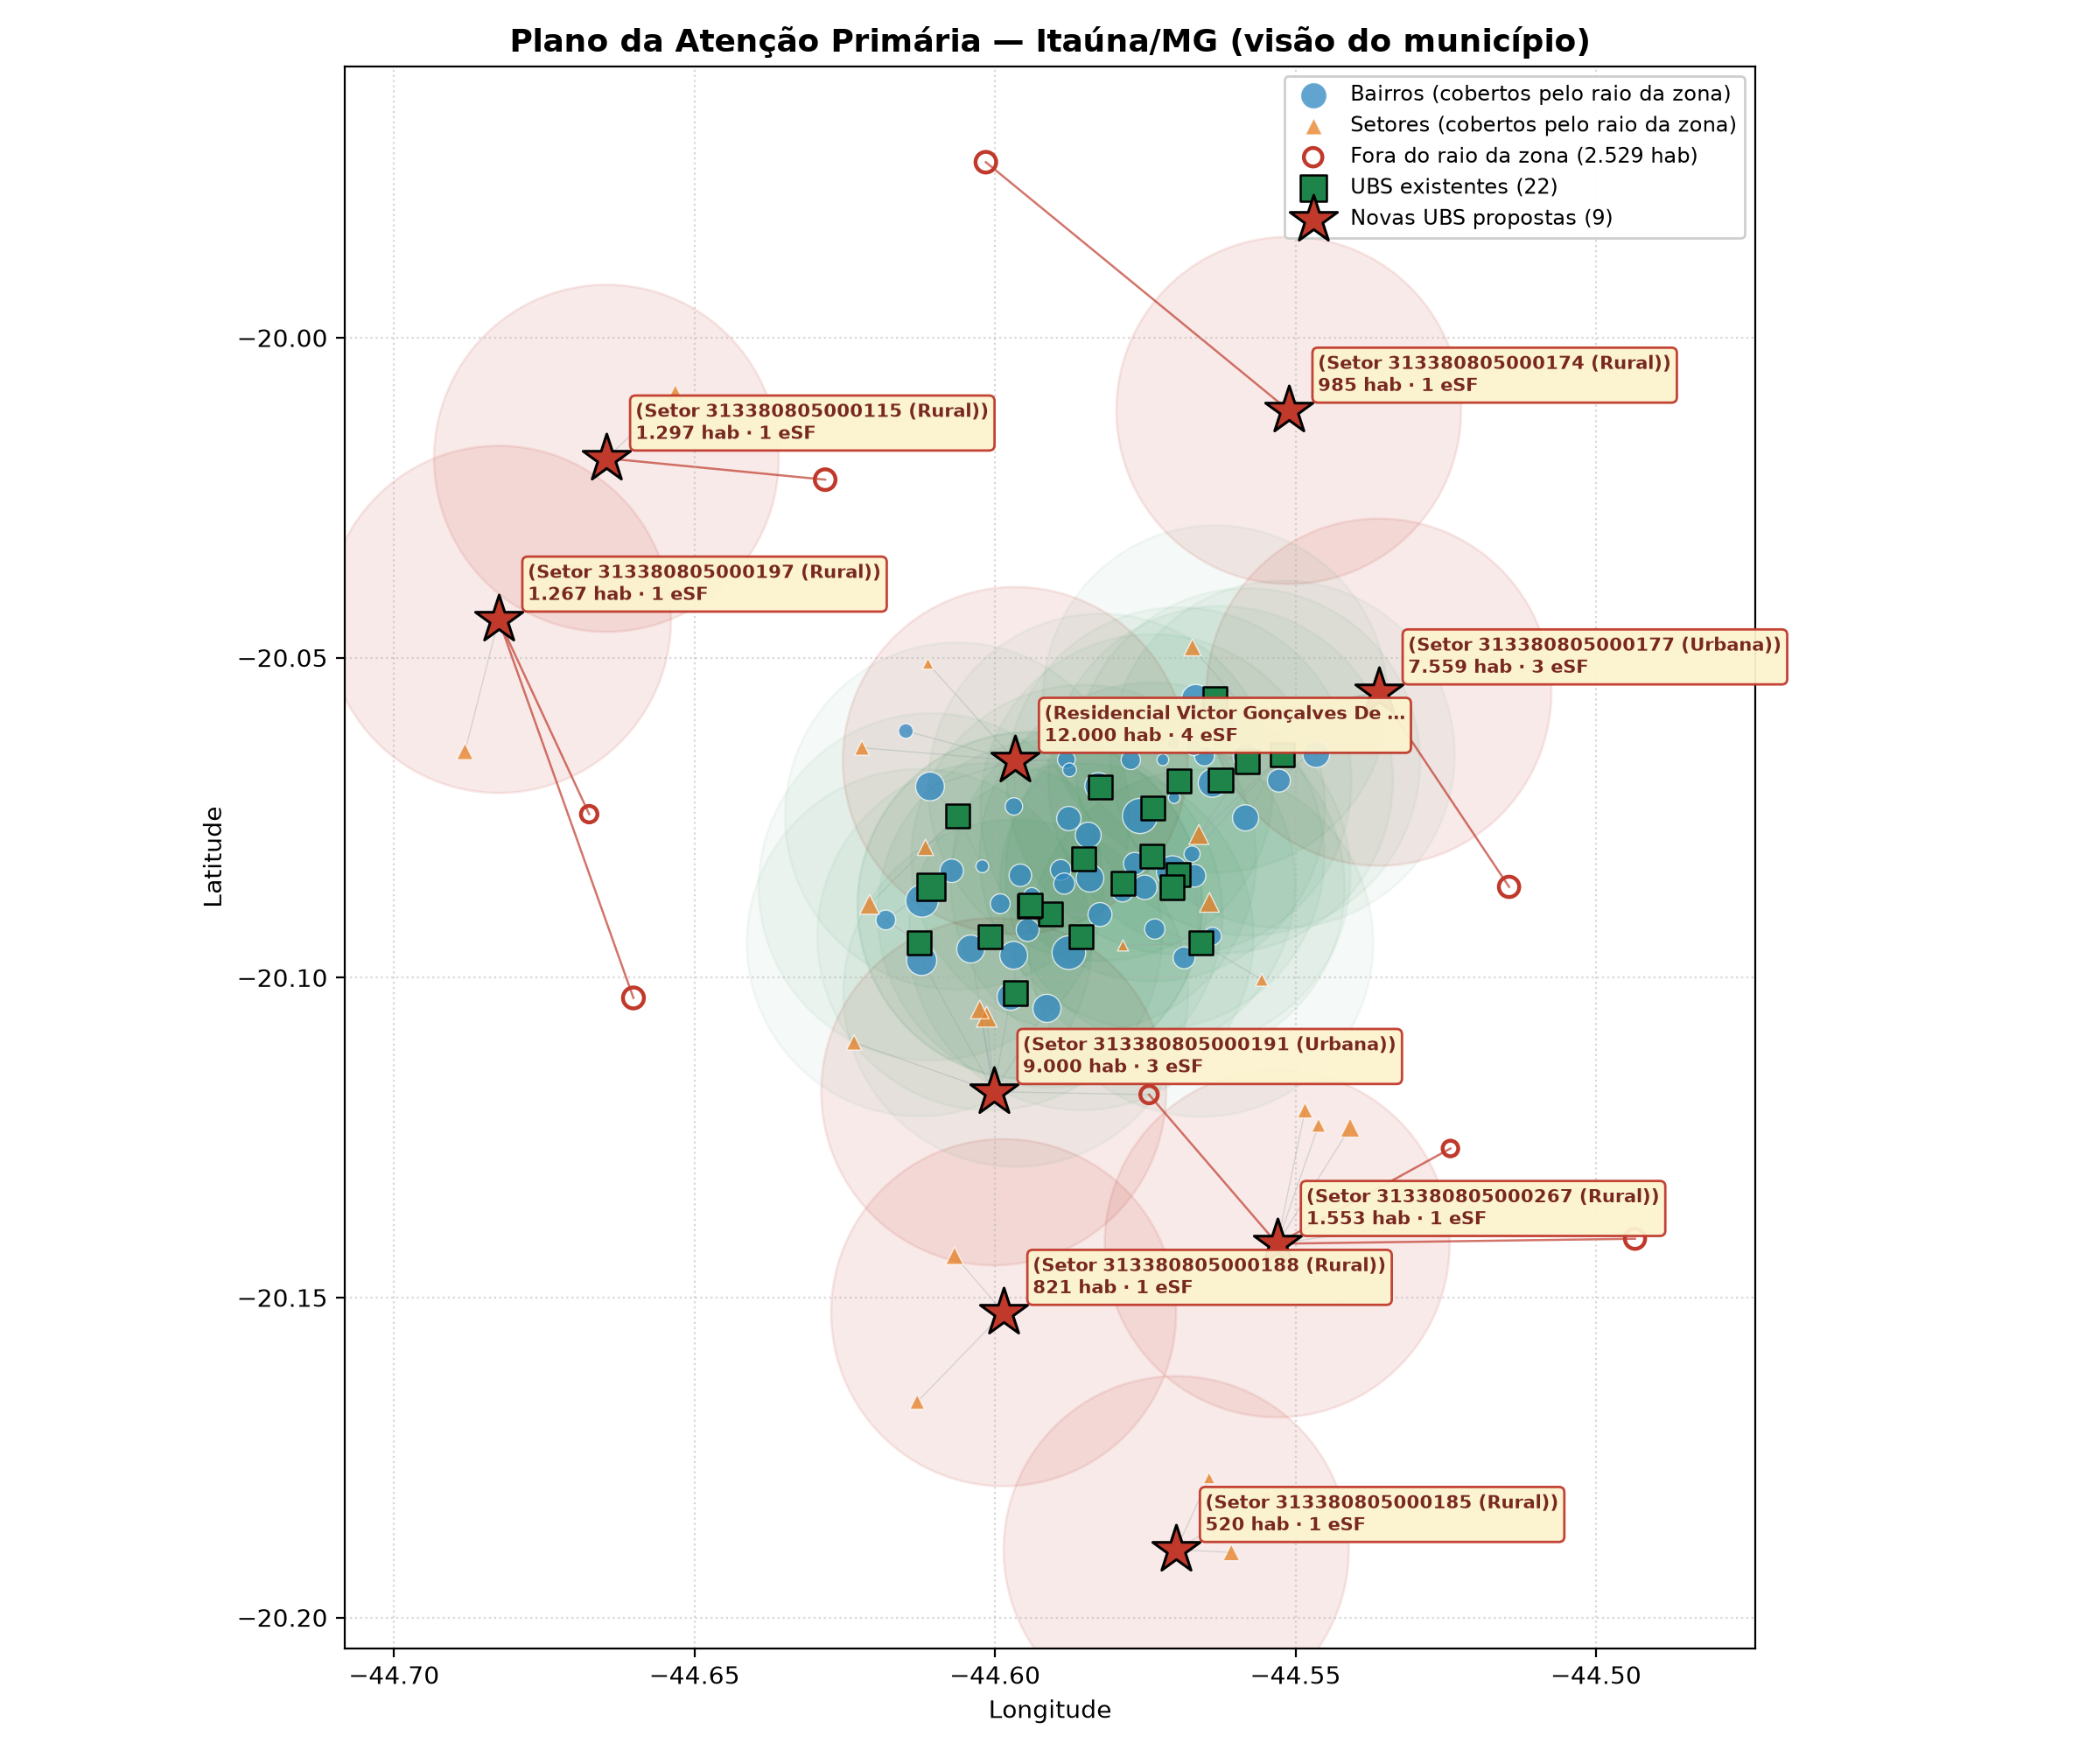 Plano da Atenção Primária — Itaúna/MG (visão do município)
Bairros (cobertos pelo raio da zona)
Setores (cobertos pelo raio da zona)
Fora do raio da zona (2.529 hab)
UBS existentes (22)
Novas UBS propostas (9)
−20.00
(Setor 313380805000174 (Rural))
985 hab · 1 eSF
(Setor 313380805000115 (Rural))
1.297 hab · 1 eSF
(Setor 313380805000197 (Rural))
1.267 hab · 1 eSF
−20.05
(Setor 313380805000177 (Urbana))
7.559 hab · 3 eSF
(Residencial Victor Gonçalves De ...
12.000 hab · 4 eSF
Latitude
−20.10
(Setor 313380805000191 (Urbana))
9.000 hab · 3 eSF
(Setor 313380805000267 (Rural))
1.553 hab · 1 eSF
(Setor 313380805000188 (Rural))
821 hab · 1 eSF
−20.15
(Setor 313380805000185 (Rural))
520 hab · 1 eSF
−20.20
−44.70
−44.65
−44.60
−44.55
−44.50
Longitude